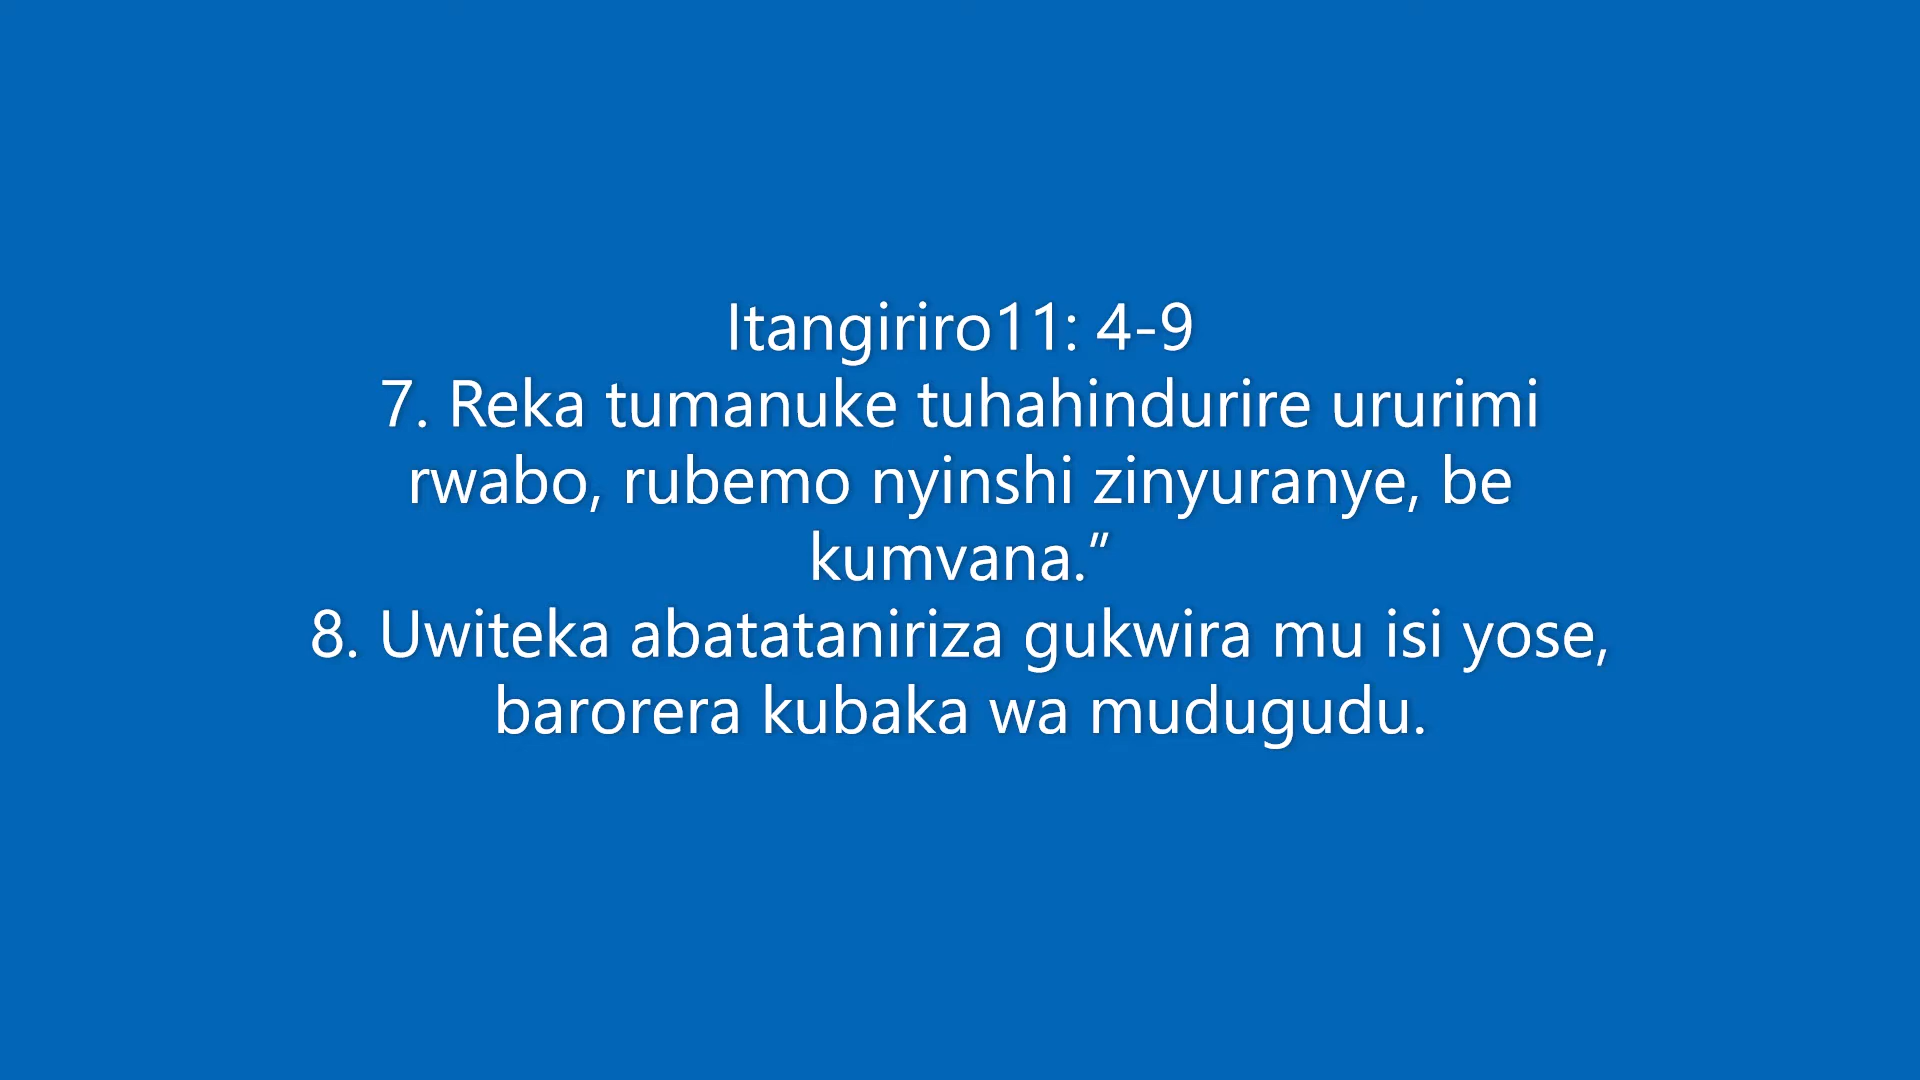 Itangiriro11: 4-9
7. Reka tumanuke tuhahindurire ururimi
rwabo, rubemo nyinshi zinyuranye, be
kumvana.”
8. Uwiteka abatataniriza gukwira mu isi yose,
barorera kubaka wa mudugudu.